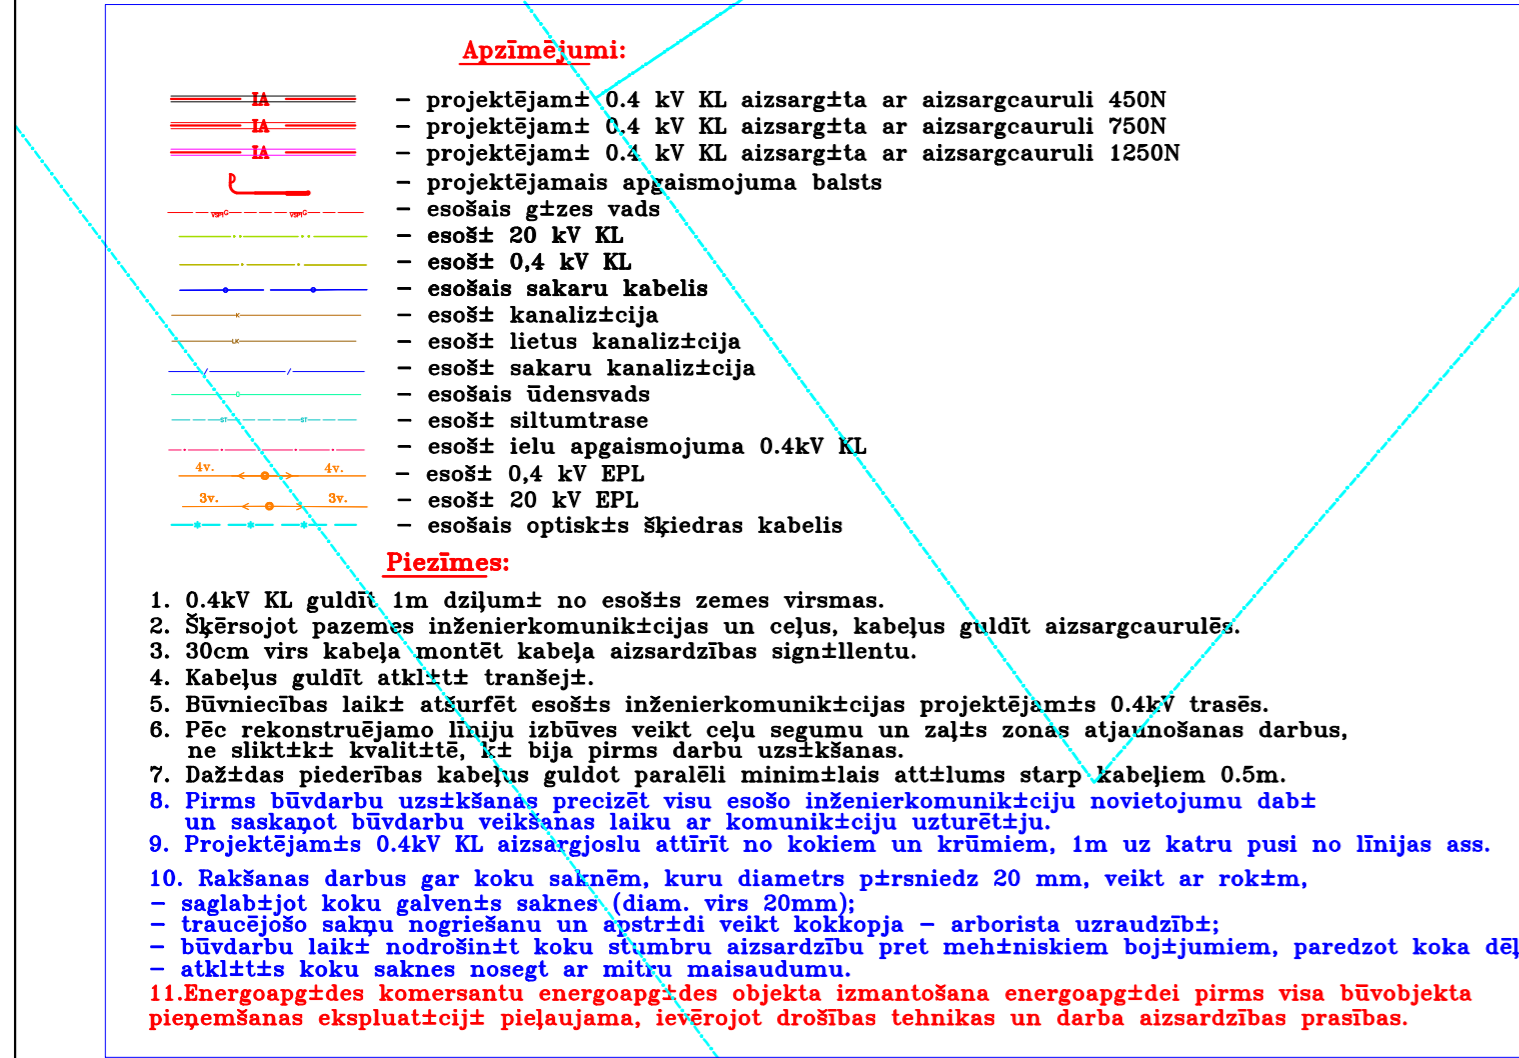 Apzīmējumi:
IA – projektējam± 0.4 kV KL aizsarg±ta ar aizsargcauruli 450N
IA – projektējam± 0.4 kV KL aizsarg±ta ar aizsargcauruli 750N
IA – projektējam± 0.4 kV KL aizsarg±ta ar aizsargcauruli 1250N
– projektējamais apgaismojuma balsts
– esošais g±zes vads
– esoš± 20 kV KL
– esoš± 0,4 kV KL
– esošais sakaru kabelis
K – esoš± kanaliz±cija
LK – esoš± lietus kanaliz±cija
– esoš± sakaru kanaliz±cija
– esošais ūdensvads
ST ST – esoš± siltumtrase
– esoš± ielu apgaismojuma 0.4kV KL
4v. 4v. – esoš± 0,4 kV EPL
3v. 3v. – esoš± 20 kV EPL
– esošais optisk±s šķiedras kabelis
Piezīmes:
1. 0.4kV KL guldīt 1m dziļum± no esoš±s zemes virsmas.
2. Šķērsojot pazemes inženierkomunik±cijas un ceļus, kabeļus guldīt aizsargcaurulēs.
3. 30cm virs kabeļa montēt kabeļa aizsardzības sign±llentu.
4. Kabeļus guldīt atkl±t± tranšej±.
5. Būvniecības laik± atšurfēt esoš±s inženierkomunik±cijas projektējam±s 0.4kV trasēs.
6. Pēc rekonstruējamo līniju izbūves veikt ceļu segumu un zaļ±s zonas atjaunošanas darbus,
ne slikt±k± kvalit±tē, k± bija pirms darbu uzs±kšanas.
7. Daž±das piederības kabeļus guldot paralēli minim±lais att±lums starp kabeļiem 0.5m.
8. Pirms būvdarbu uzs±kšanas precizēt visu esošo inženierkomunik±ciju novietojumu dab±
un saskaņot būvdarbu veikšanas laiku ar komunik±ciju uzturēt±ju.
9. Projektējam±s 0.4kV KL aizsargjoslu attīrīt no kokiem un krūmiem, 1m uz katru pusi no līnijas ass.
10. Rakšanas darbus gar koku saknēm, kuru diametrs p±rsniedz 20 mm, veikt ar rok±m,
– saglab±jot koku galven±s saknes (diam. virs 20mm);
– traucējošo sakņu nogriešanu un apstr±di veikt kokkopja – arborista uzraudzīb±;
– būvdarbu laik± nodrošin±t koku stumbru aizsardzību pret meh±niskiem boj±jumiem, paredzot koka dēļ
– atkl±t±s koku saknes nosegt ar mitru maisaudumu.
11.Energoapg±des komersantu energoapg±des objekta izmantošana energoapg±dei pirms visa būvobjekta
pieņemšanas ekspluat±cij± pieļaujama, ievērojot drošības tehnikas un darba aizsardzības prasības.